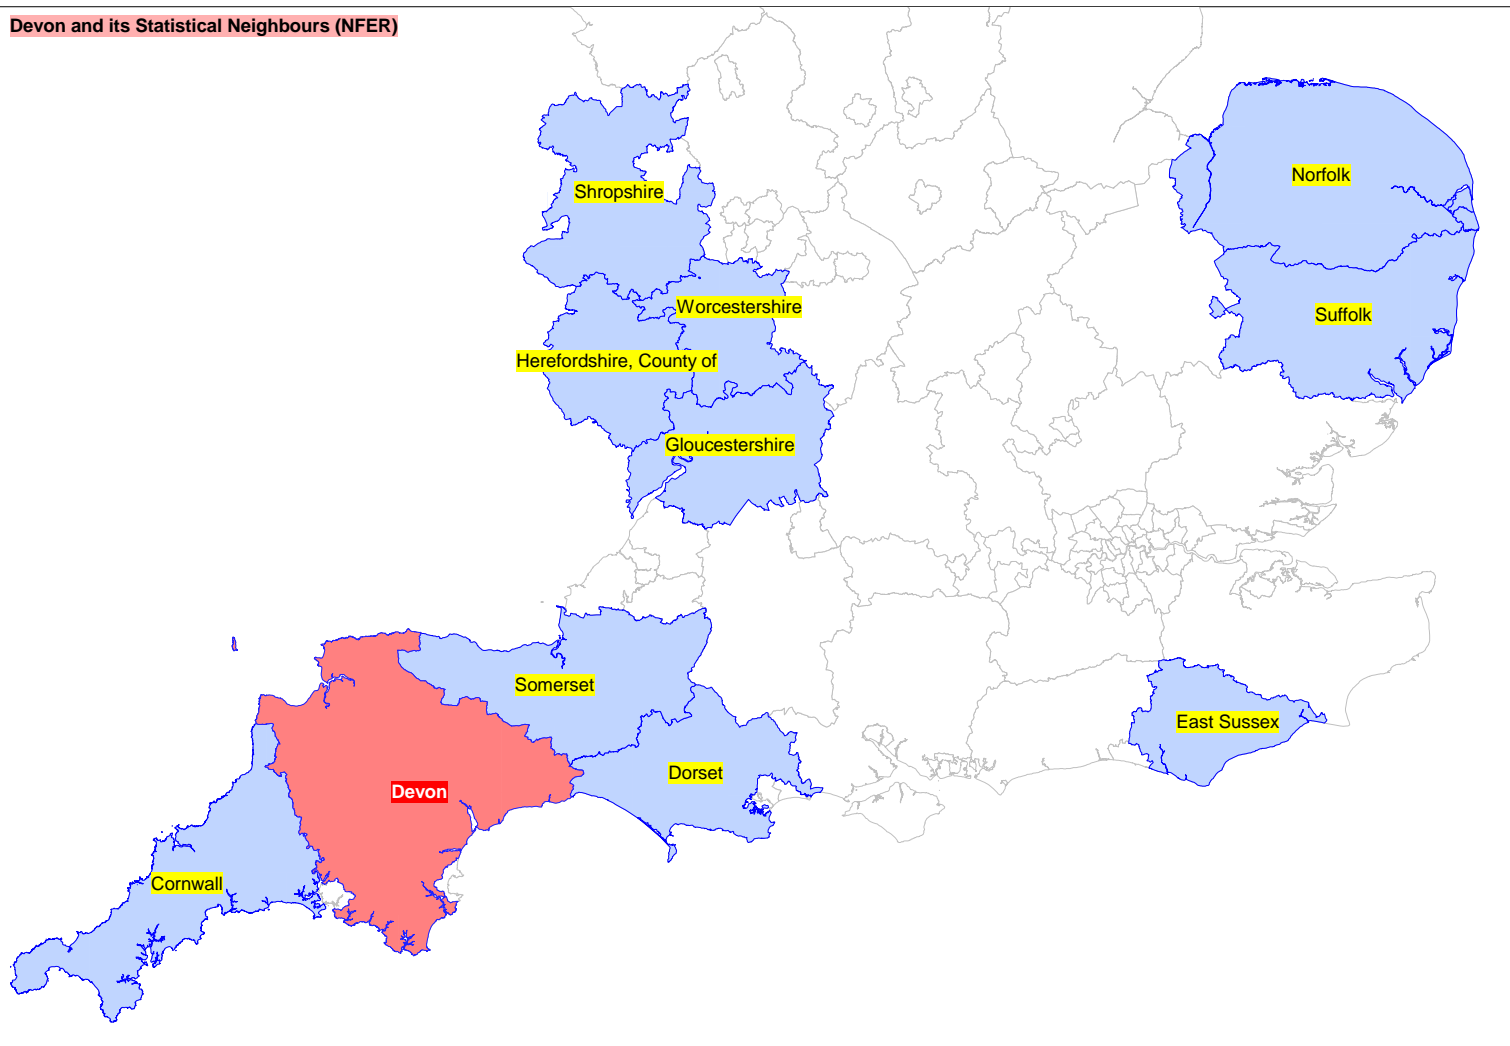 Devon and its Statistical Neighbours (NFER)
Norfolk
Shropshire
Worcestershire
Suffolk
Herefordshire, County of
Gloucestershire
Somerset
East Sussex
Dorset
Devon
Cornwall